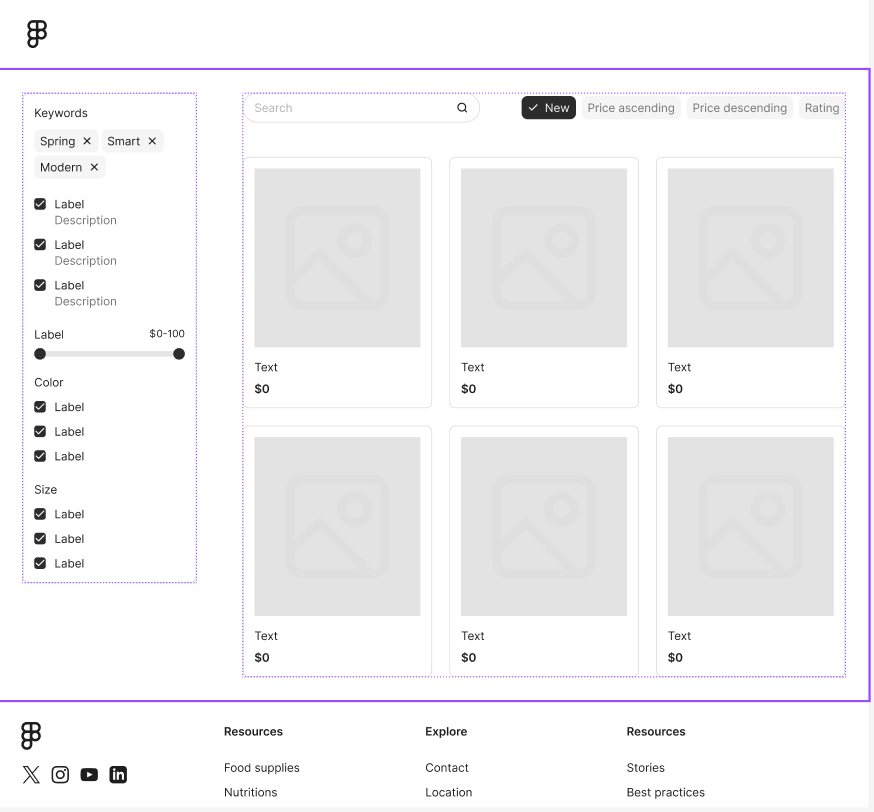 Keywords
Spring
Smart
Modern
Label
Description
Label
Description
Label
Description
Label $0-100
Color
Label
Label
Label
Size
Label
Label
Label
Search
New Price ascending Price descending Rating
Text Text Text
$0 $0 $0
Text Text Text
$0 $0 $0
Resources Explore Resources
Food supplies Contact Stories
Nutritions Location Best practices